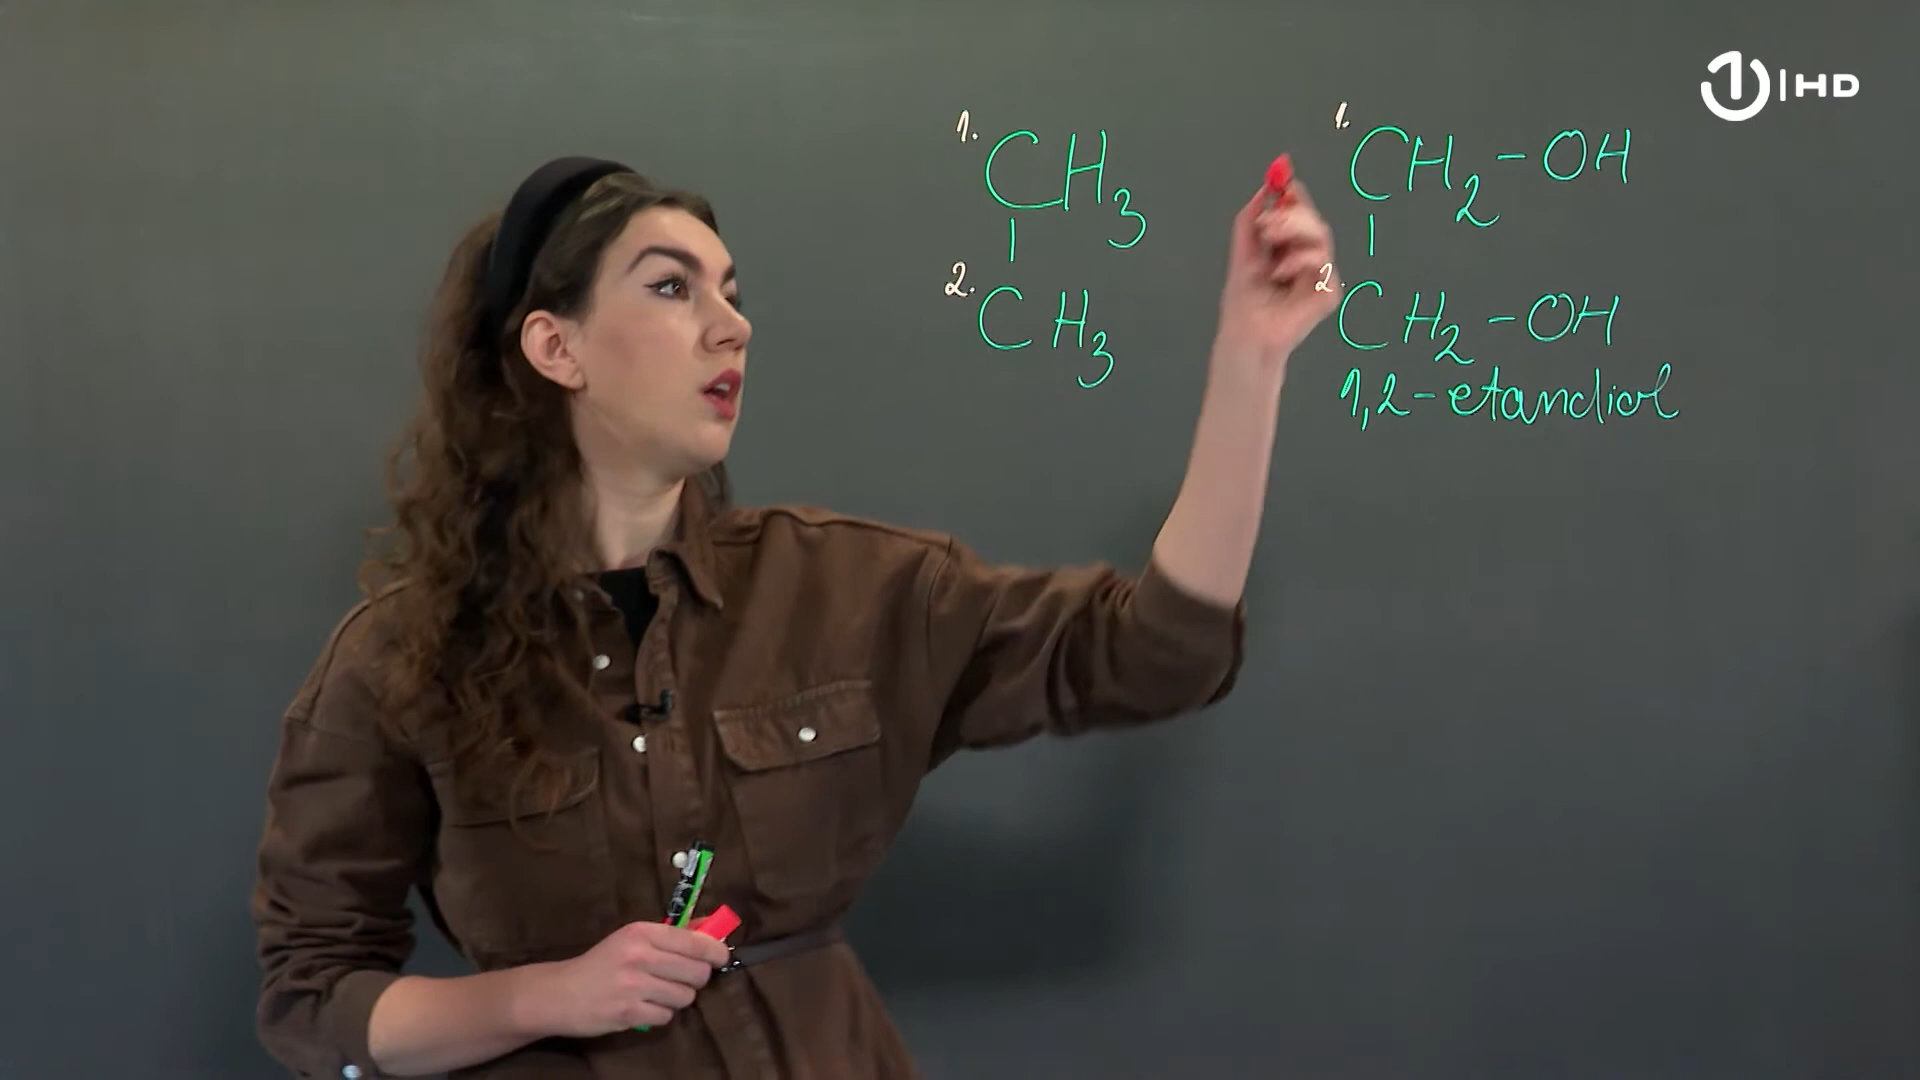 1. CH3
|
2. CH3
1. CH2-OH
|
2. CH2-OH
1,2-etandiol
1 | HD